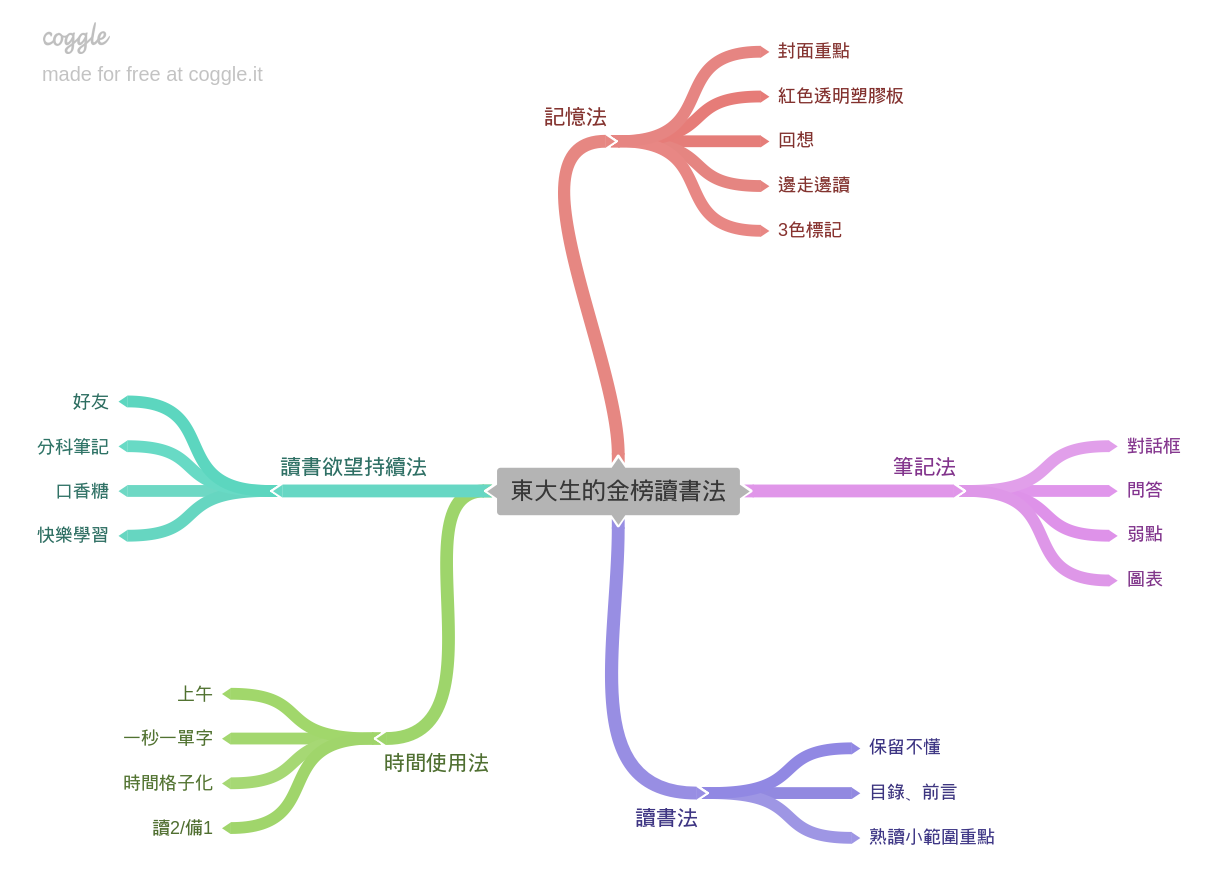 coggle
made for free at coggle.it
東大生的金榜讀書法
記憶法
封面重點
紅色透明塑膠板
回想
邊走邊讀
3色標記
筆記法
對話框
問答
弱點
圖表
讀書法
保留不懂
目錄、前言
熟讀小範圍重點
時間使用法
上午
一秒一單字
時間格子化
讀2/備1
讀書欲望持續法
好友
分科筆記
口香糖
快樂學習